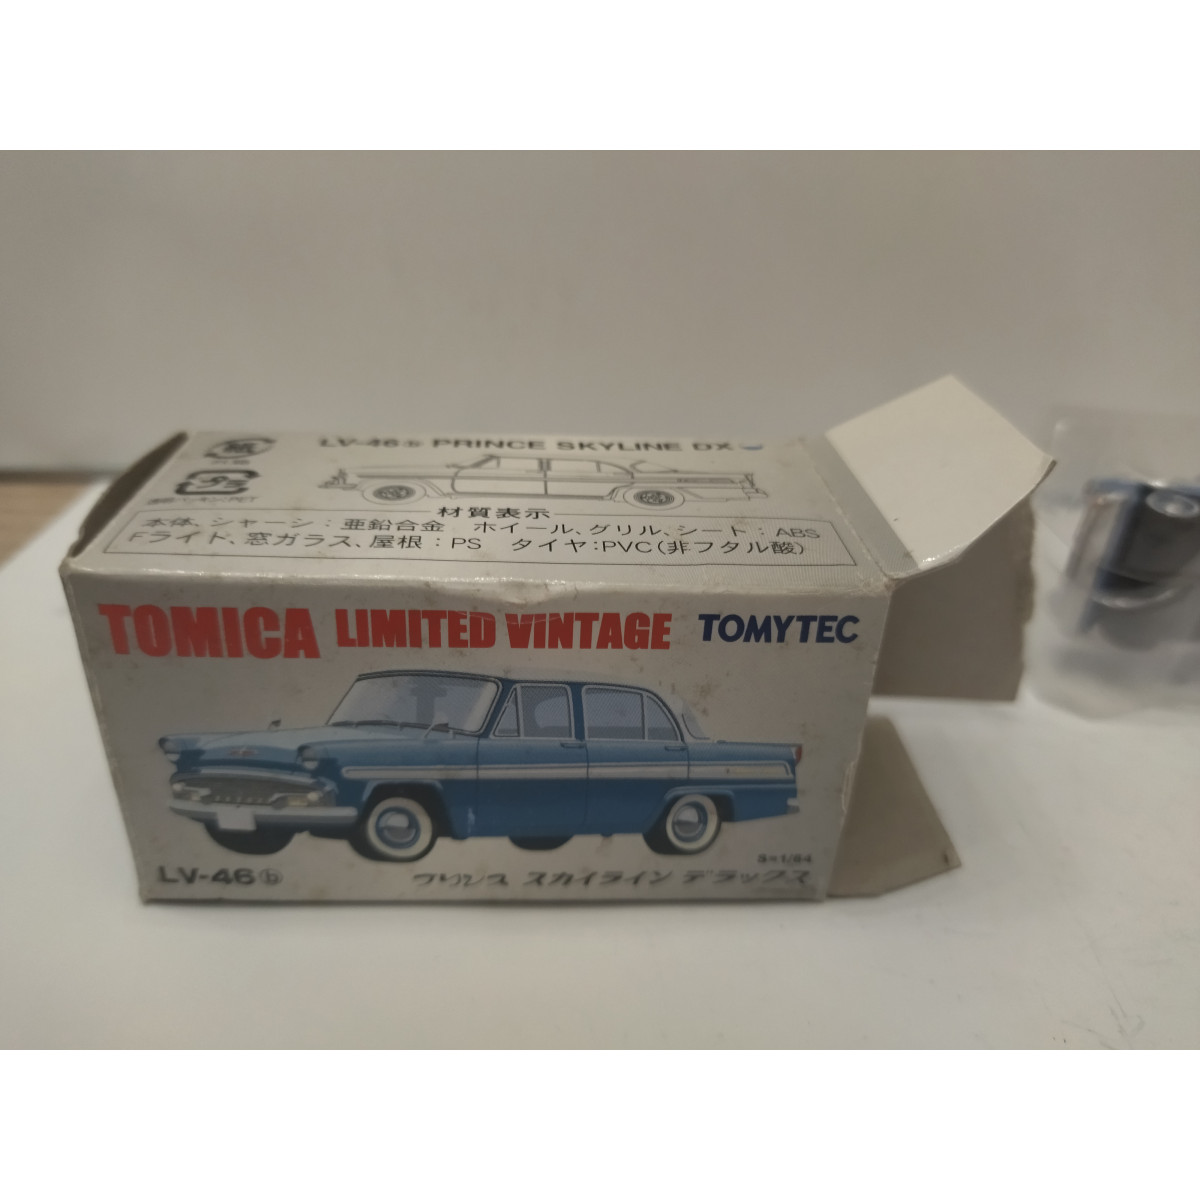 LV-46b PRINCE SKYLINE DX
材質表示
本体、シャーシ：亜鉛合金　ホイール、グリル、シート：ABS
Fライト、窓ガラス、屋根：PS　タイヤ：PVC（非フタル酸）
TOMICA LIMITED VINTAGE TOMYTEC
S=1/64
LV-46b プリンス スカイライン デラックス